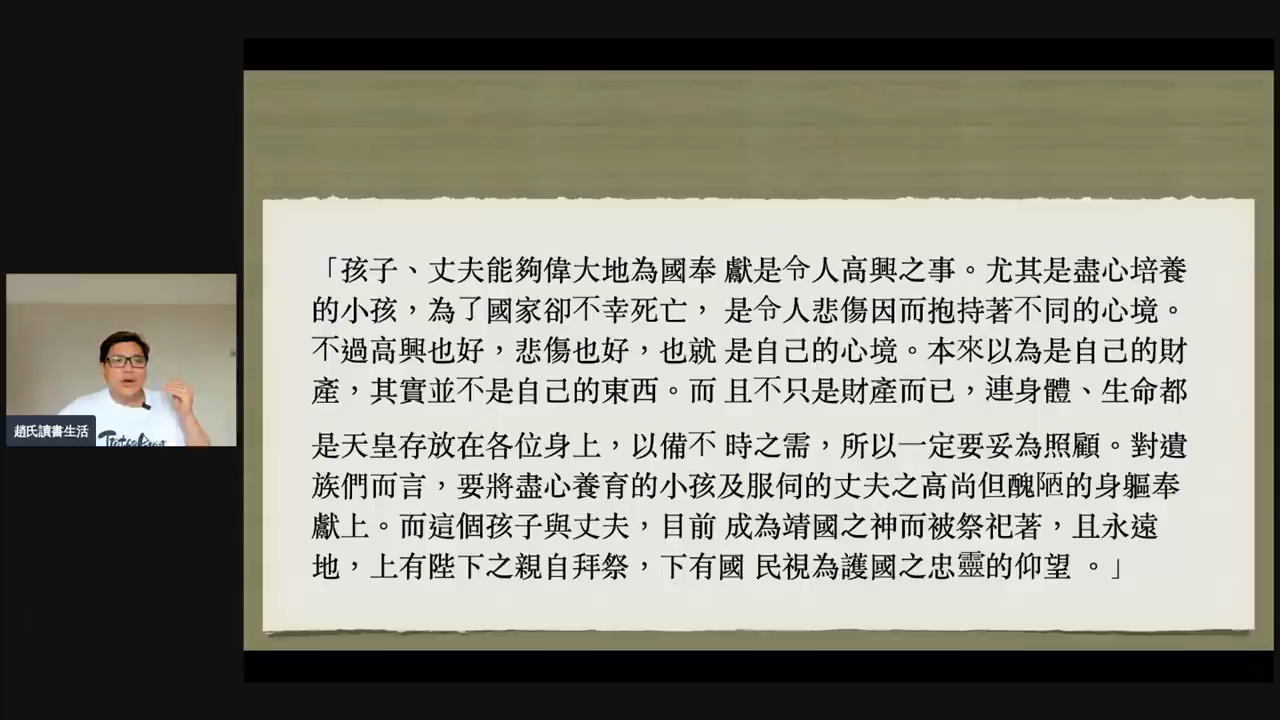 「孩子、丈夫能夠偉大地為國奉 獻是令人高興之事。尤其是盡心培養
的小孩，為了國家卻不幸死亡， 是令人悲傷因而抱持著不同的心境。
不過高興也好，悲傷也好，也就 是自己的心境。本來以為是自己的財
產，其實並不是自己的東西。而 且不只是財產而已，連身體、生命都
是天皇存放在各位身上，以備不 時之需，所以一定要妥為照顧。對遺
族們而言，要將盡心養育的小孩及服伺的丈夫之高尚但醜陋的身軀奉
獻上。而這個孩子與丈夫，目前 成為靖國之神而被祭祀著，且永遠
地，上有陛下之親自拜祭，下有國 民視為護國之忠靈的仰望 。」
趙氏讀書生活